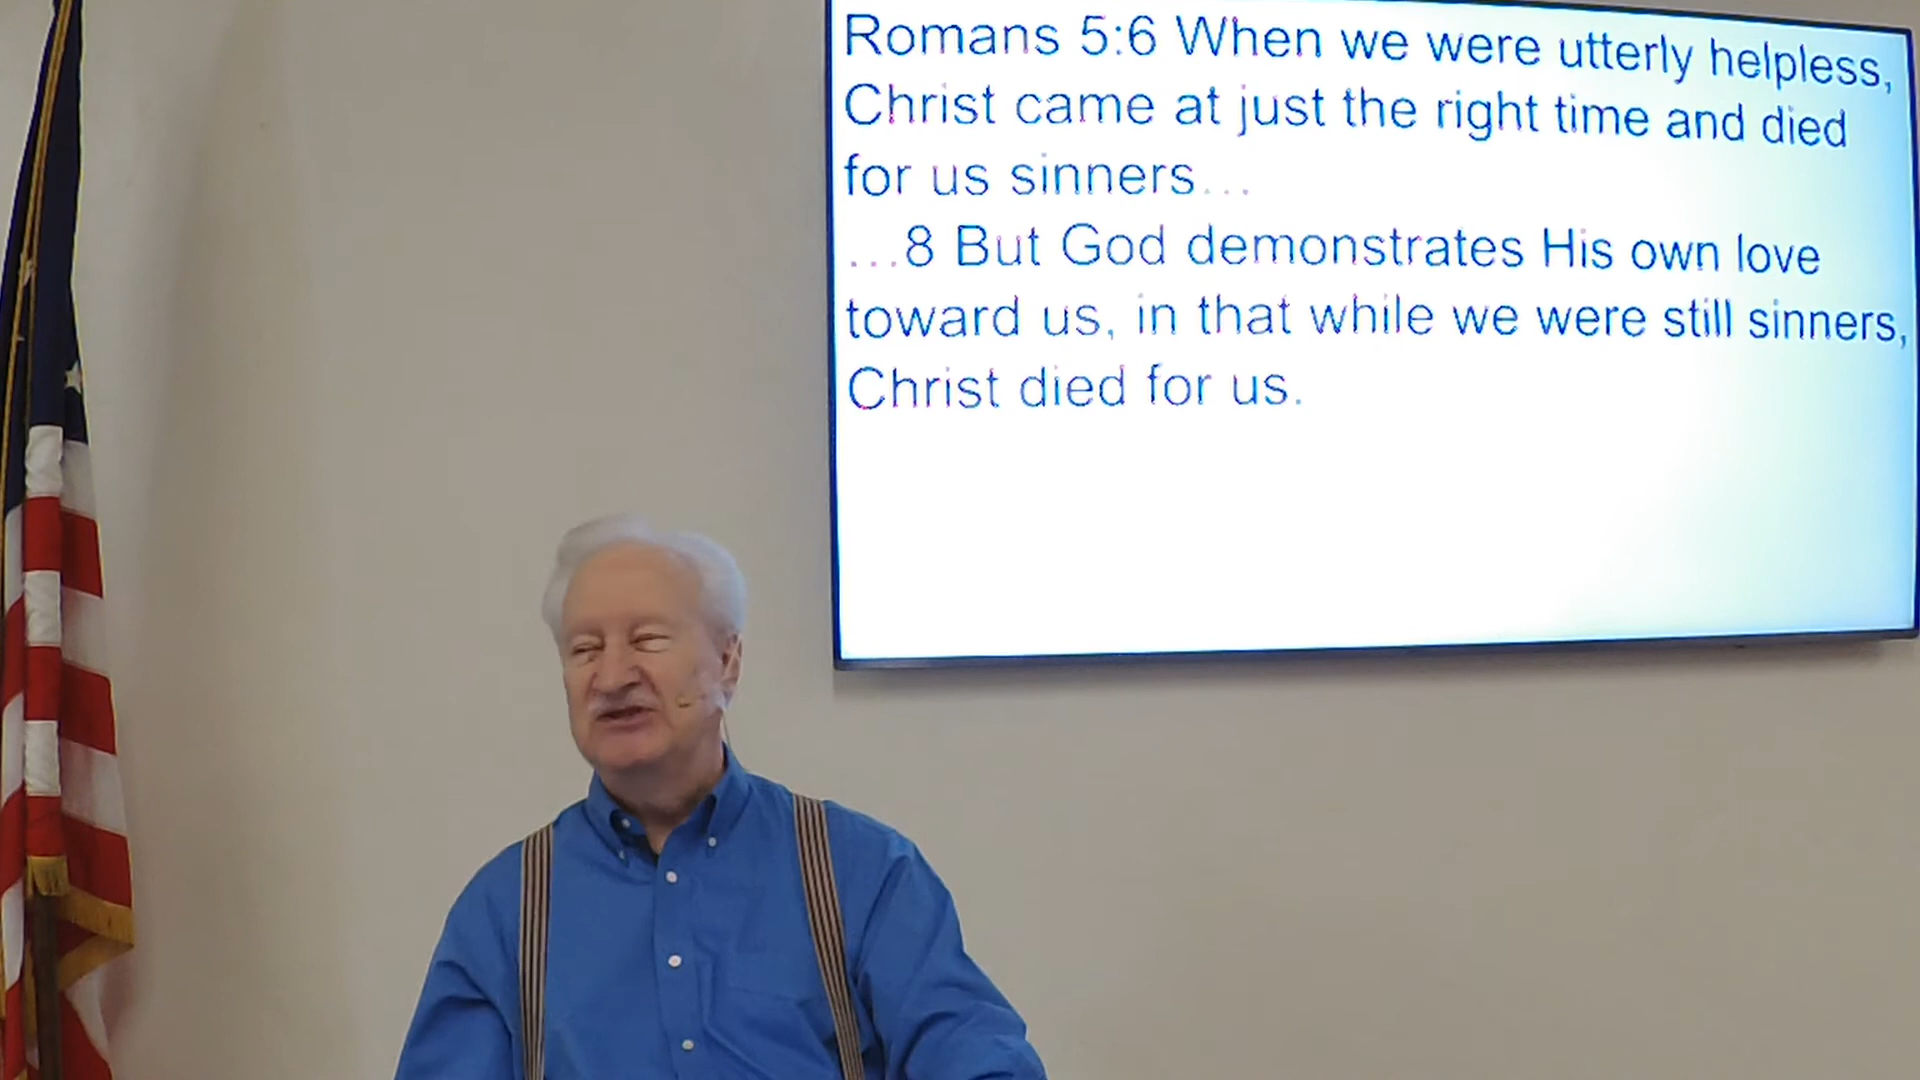 Romans 5:6 When we were utterly helpless,
Christ came at just the right time and died
for us sinners...
...8 But God demonstrates His own love
toward us, in that while we were still sinners,
Christ died for us.